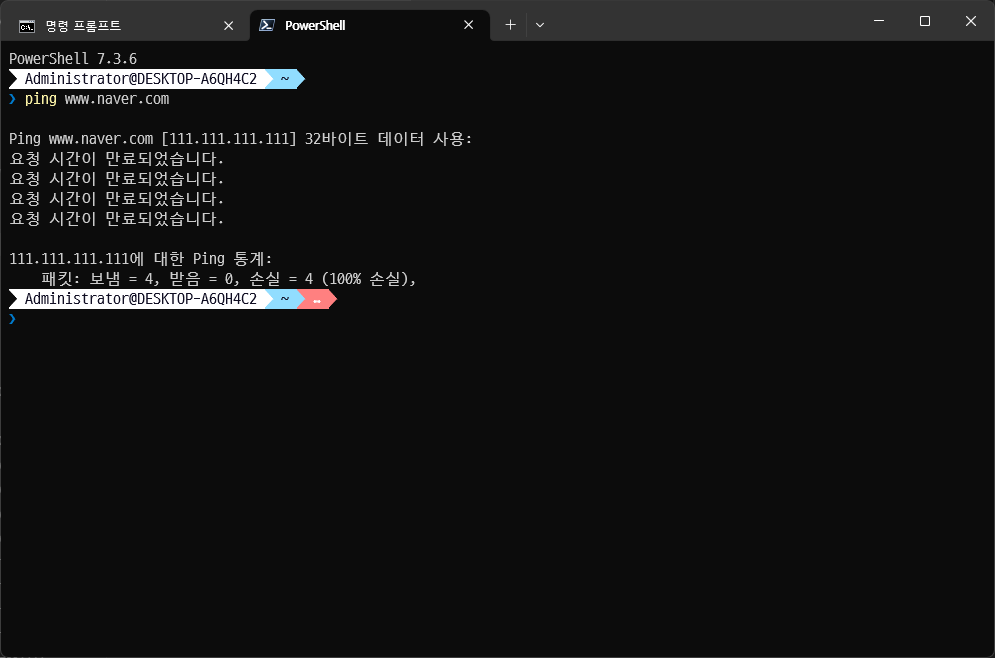 명령 프롬프트
PowerShell
PowerShell 7.3.6
Administrator@DESKTOP-A6QH4C2 ~
❯ ping www.naver.com
Ping www.naver.com [111.111.111.111] 32바이트 데이터 사용:
요청 시간이 만료되었습니다.
요청 시간이 만료되었습니다.
요청 시간이 만료되었습니다.
요청 시간이 만료되었습니다.
111.111.111.111에 대한 Ping 통계:
패킷: 보냄 = 4, 받음 = 0, 손실 = 4 (100% 손실),
Administrator@DESKTOP-A6QH4C2 ~ …
❯